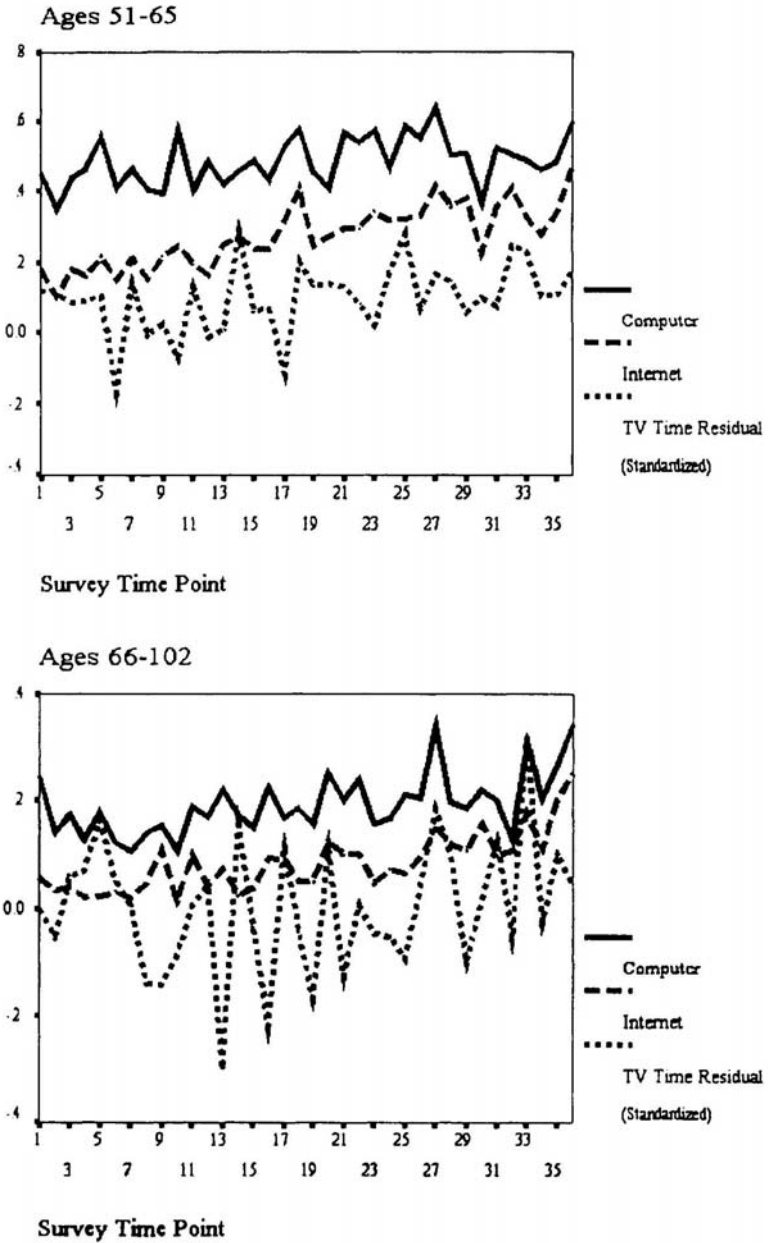 Ages 51-65
8
.6
.4
.2
0.0
-.2
-.4
1 5 9 13 17 21 25 29 33
3 7 11 15 19 23 27 31 35
Survey Time Point
Computer
Internet
TV Time Residual
(Standardized)
Ages 66-102
.4
.2
0.0
-.2
-.4
1 5 9 13 17 21 25 29 33
3 7 11 15 19 23 27 31 35
Survey Time Point
Computer
Internet
TV Time Residual
(Standardized)